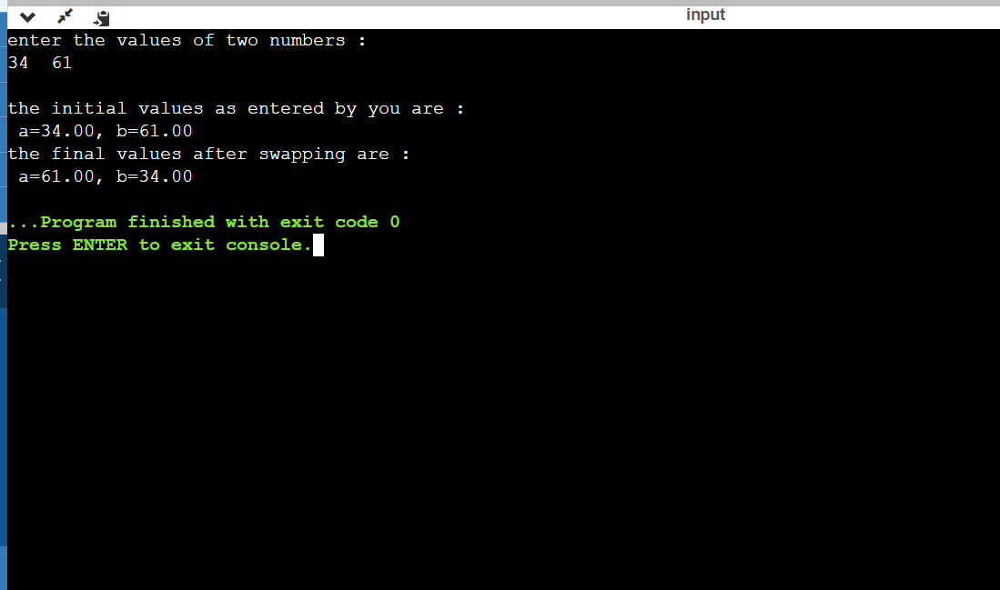 input
enter the values of two numbers :
34  61
the initial values as entered by you are :
a=34.00, b=61.00
the final values after swapping are :
a=61.00, b=34.00
...Program finished with exit code 0
Press ENTER to exit console.